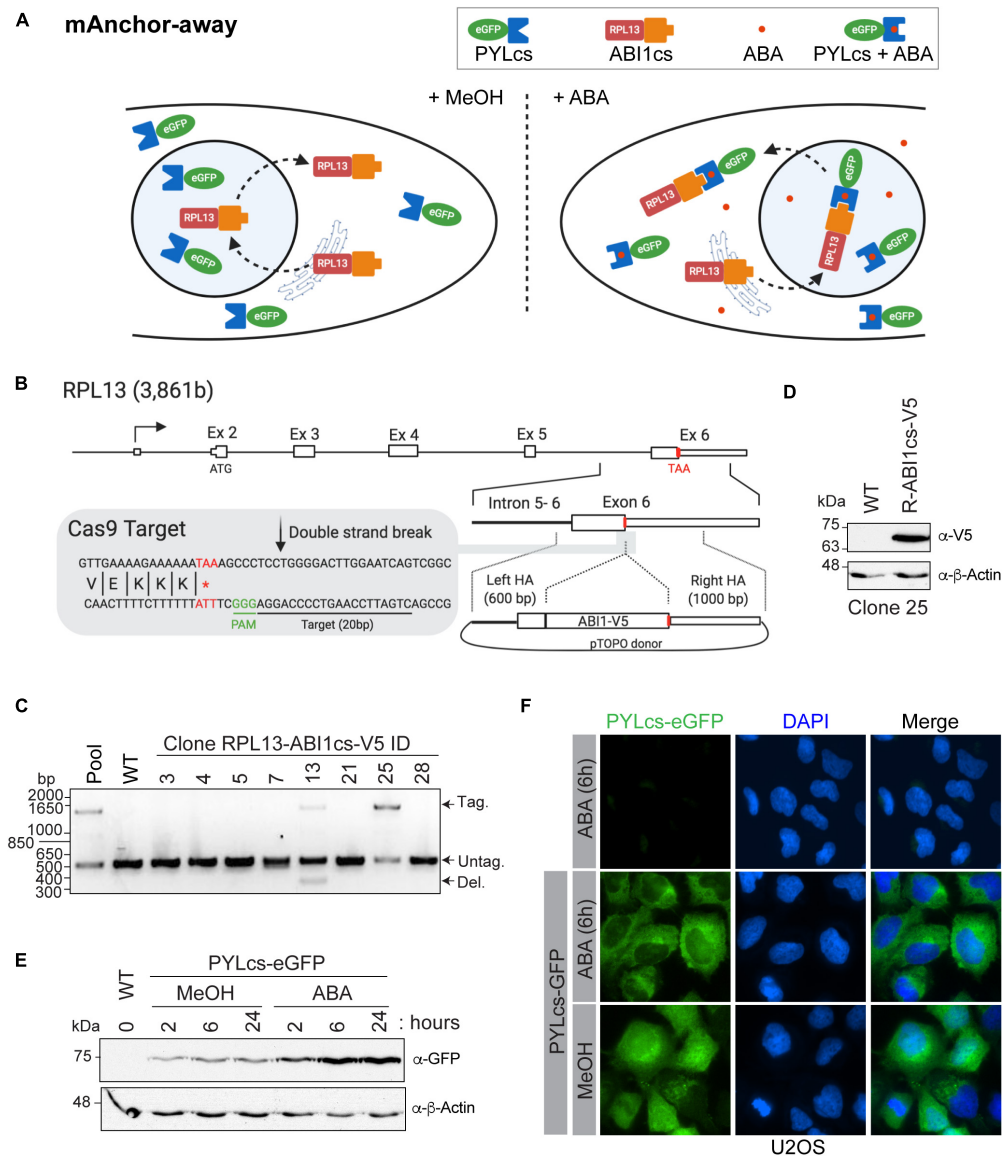 A
mAnchor-away
eGFP
RPL13
eGFP
PYLcs
ABI1cs
ABA
PYLcs + ABA
+ MeOH
+ ABA
eGFP
eGFP
RPL13
RPL13
eGFP
eGFP
RPL13
eGFP
eGFP
RPL13
eGFP
RPL13
eGFP
RPL13
eGFP
eGFP
B
RPL13 (3,861b)
Ex 2
Ex 3
Ex 4
Ex 5
Ex 6
ATG
TAA
Intron 5- 6
Exon 6
Cas9 Target
Double strand break
GTTGAAAAGAAAAAATAAAGCCCTCCTGGGGACTTGGAATCAGTCGGC
V E K K K *
CAACTTTTCTTTTTTATTTCGGGAGGACCCCTGAACCTTAGTCAGCCG
PAM
Target (20bp)
Left HA
(600 bp)
Right HA
(1000 bp)
ABI1-V5
pTOPO donor
D
WT
R-ABI1cs-V5
kDa
75
63
48
α-V5
α-β-Actin
Clone 25
C
Clone RPL13-ABI1cs-V5 ID
bp
Pool
WT
3
4
5
7
13
21
25
28
2000
1650
1000
850
650
500
400
300
Tag.
Untag.
Del.
E
PYLcs-eGFP
WT
MeOH
ABA
kDa
0
2
6
24
2
6
24
: hours
75
α-GFP
48
α-β-Actin
F
PYLcs-eGFP
DAPI
Merge
ABA (6h)
PYLcs-GFP
ABA (6h)
MeOH
U2OS